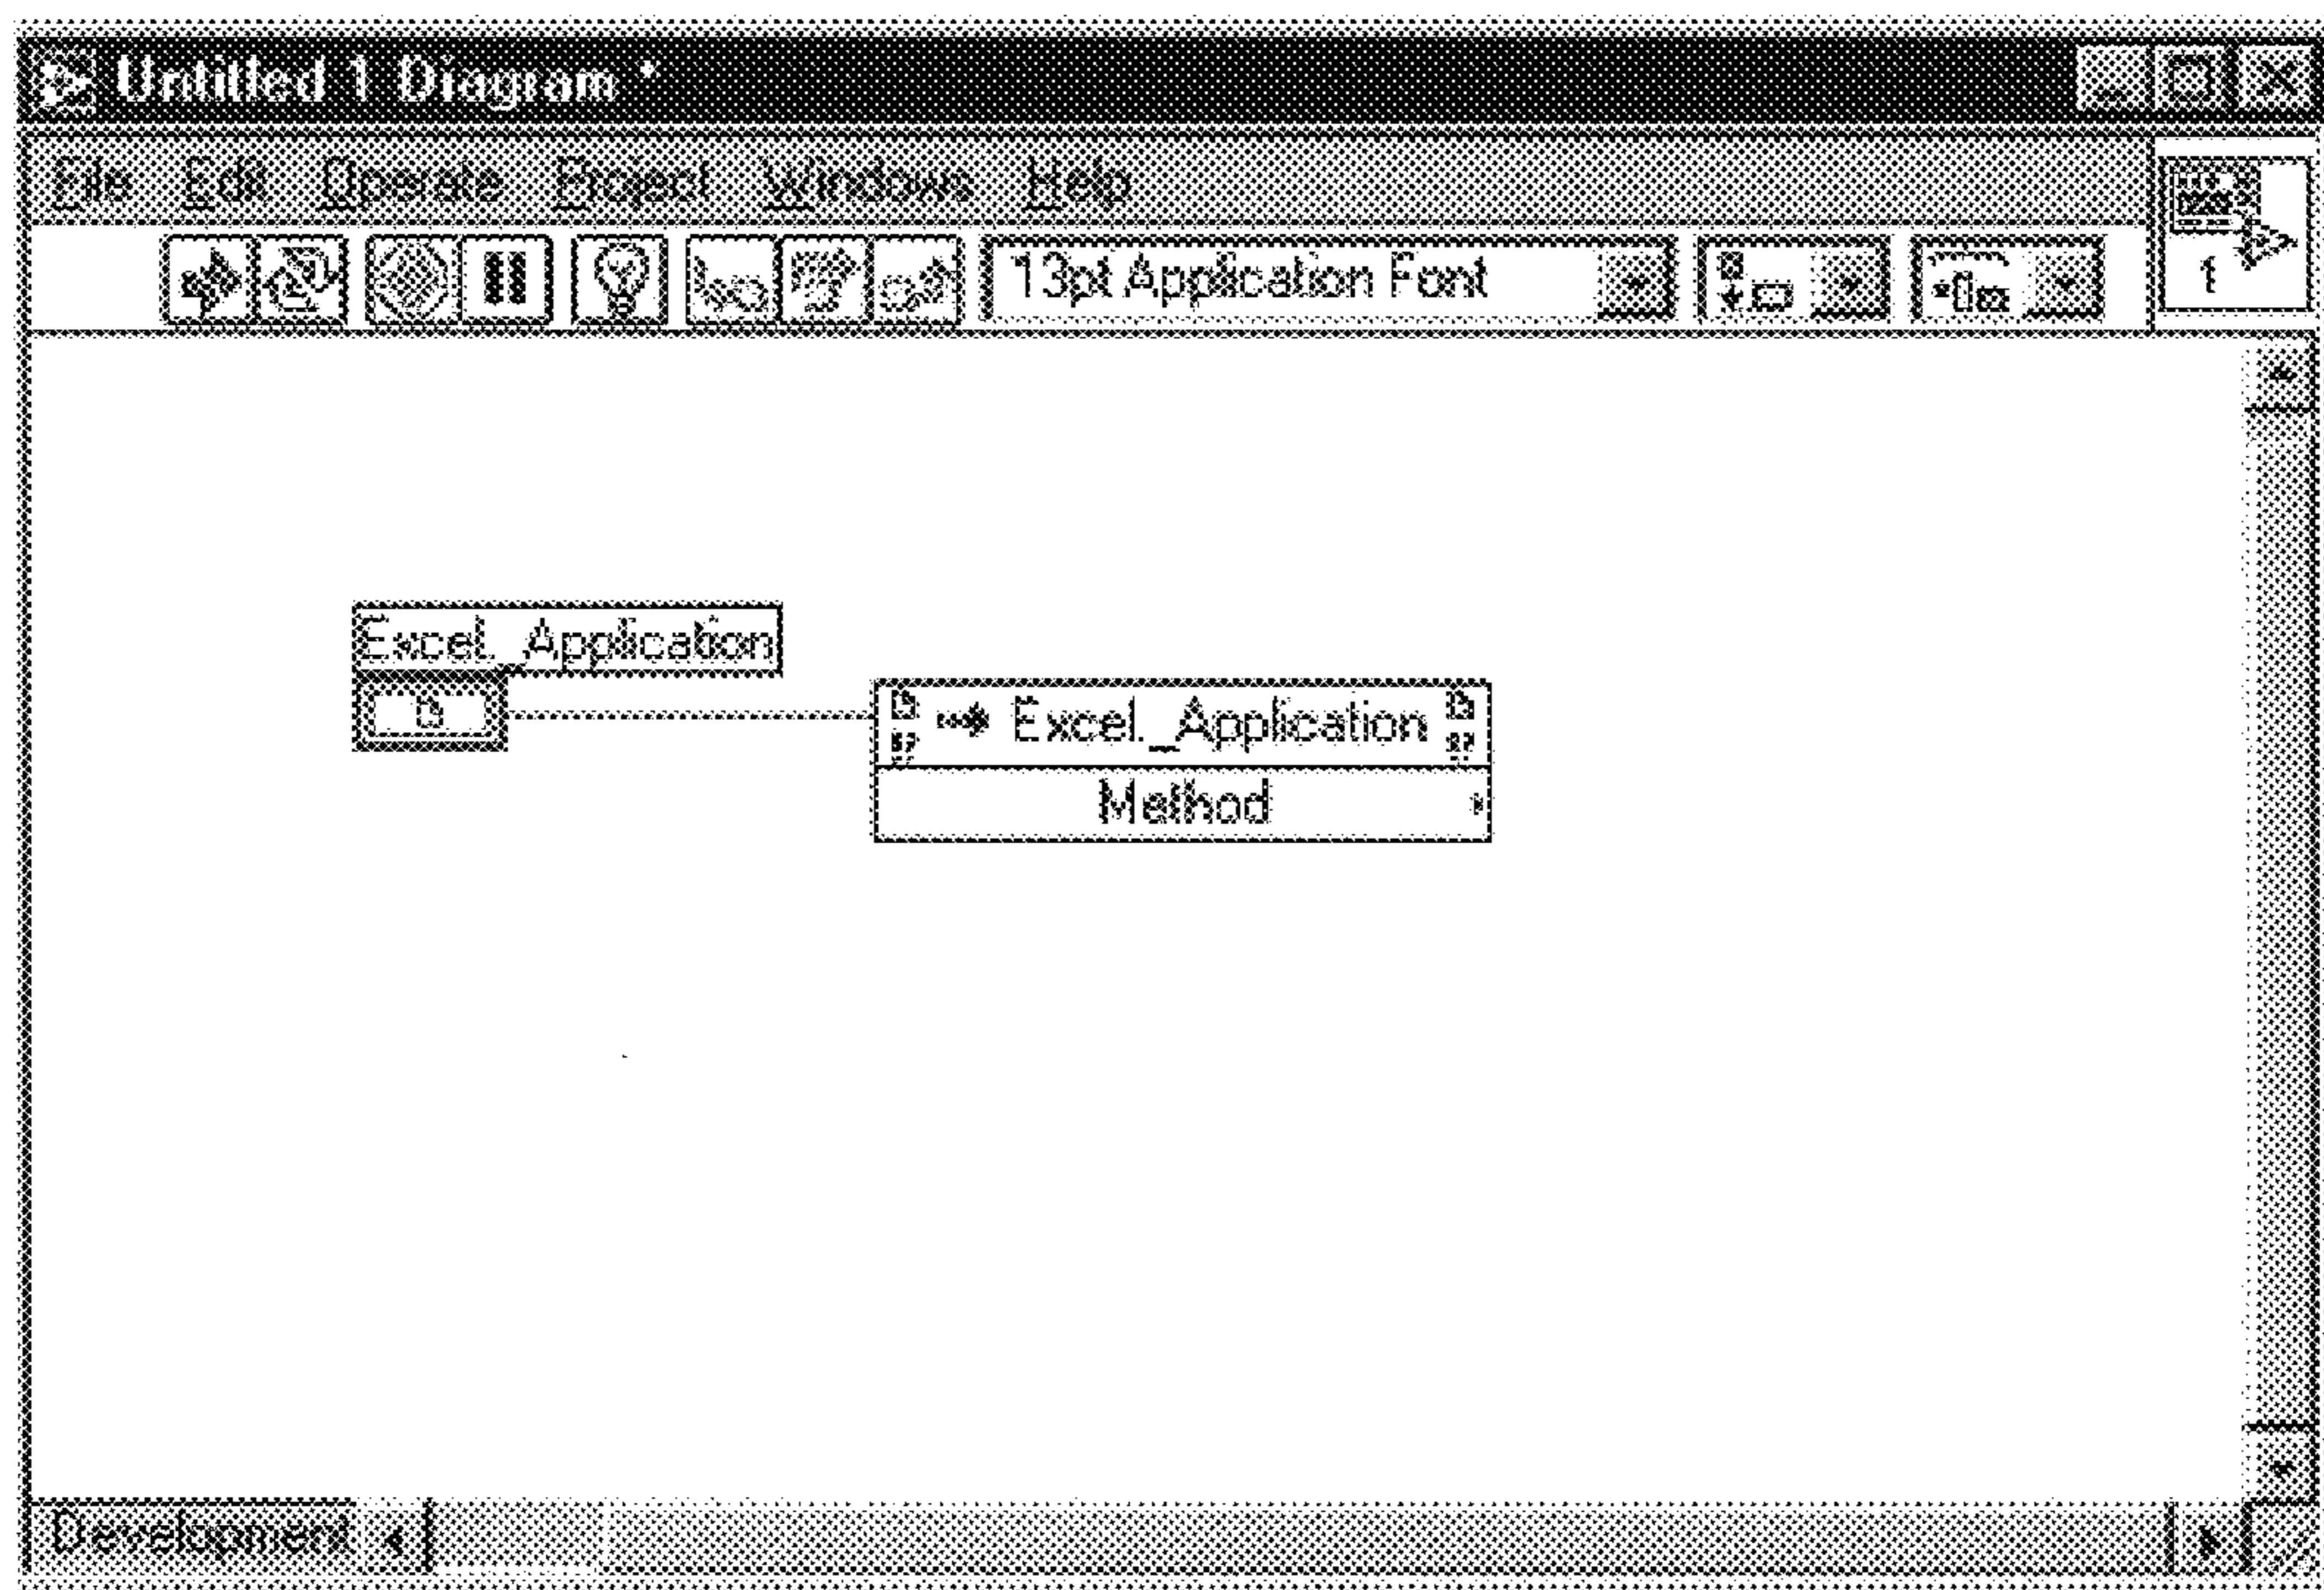 Untitled 1 Diagram *
File Edit Operate Project Windows Help
13pt Application Font
1
Excel._Application
Excel._Application
Method
Development